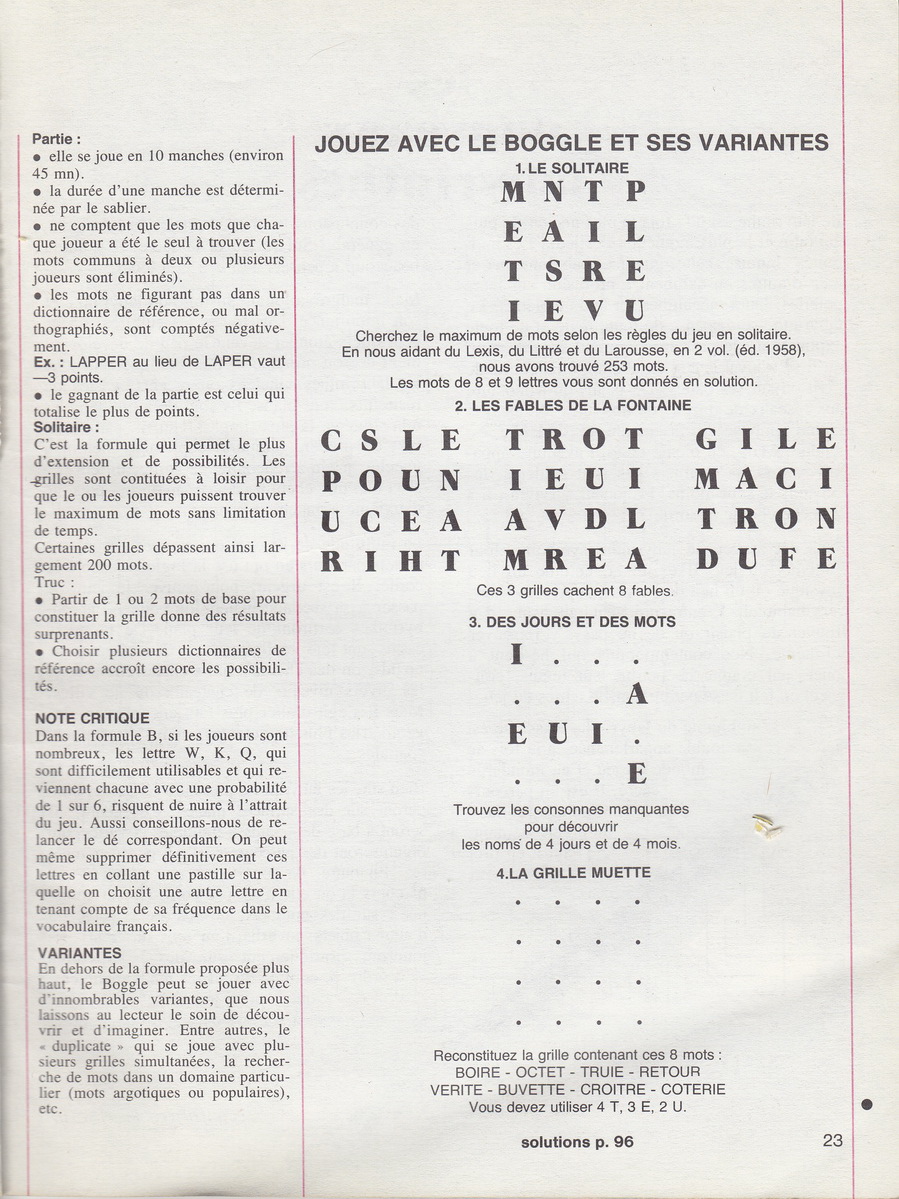 Partie :
• elle se joue en 10 manches (environ
45 mn).
• la durée d'une manche est détermi-
née par le sablier.
• ne comptent que les mots que cha-
que joueur a été le seul à trouver (les
mots communs à deux ou plusieurs
joueurs sont éliminés).
• les mots ne figurant pas dans un
dictionnaire de référence, ou mal or-
thographiés, sont comptés négative-
ment.
Ex. : LAPPER au lieu de LAPER vaut
—3 points.
• le gagnant de la partie est celui qui
totalise le plus de points.
Solitaire :
C'est la formule qui permet le plus
d'extension et de possibilités. Les
grilles sont contituées à loisir pour
que le ou les joueurs puissent trouver
le maximum de mots sans limitation
de temps.
Certaines grilles dépassent ainsi lar-
gement 200 mots.
Truc :
• Partir de 1 ou 2 mots de base pour
constituer la grille donne des résultats
surprenants.
• Choisir plusieurs dictionnaires de
référence accroît encore les possibili-
tés.
NOTE CRITIQUE
Dans la formule B, si les joueurs sont
nombreux, les lettre W, K, Q, qui
sont difficilement utilisables et qui re-
viennent chacune avec une probabilité
de 1 sur 6, risquent de nuire à l'attrait
du jeu. Aussi conseillons-nous de re-
lancer le dé correspondant. On peut
même supprimer définitivement ces
lettres en collant une pastille sur la-
quelle on choisit une autre lettre en
tenant compte de sa fréquence dans le
vocabulaire français.
VARIANTES
En dehors de la formule proposée plus
haut, le Boggle peut se jouer avec
d'innombrables variantes, que nous
laissons au lecteur le soin de décou-
vrir et d'imaginer. Entre autres, le
« duplicate » qui se joue avec plu-
sieurs grilles simultanées, la recher-
che de mots dans un domaine particu-
lier (mots argotiques ou populaires),
etc.
JOUEZ AVEC LE BOGGLE ET SES VARIANTES
1. LE SOLITAIRE
M N T P
E A I L
T S R E
I E V U
Cherchez le maximum de mots selon les règles du jeu en solitaire.
En nous aidant du Lexis, du Littré et du Larousse, en 2 vol. (éd. 1958),
nous avons trouvé 253 mots.
Les mots de 8 et 9 lettres vous sont donnés en solution.
2. LES FABLES DE LA FONTAINE
C S L E T R O T G I L E
P O U N I E U I M A C I
U C E A A V D L T R O N
R I H T M R E A D U F E
Ces 3 grilles cachent 8 fables.
3. DES JOURS ET DES MOTS
I . . .
. . . A
E U I .
. . . E
Trouvez les consonnes manquantes
pour découvrir
les noms de 4 jours et de 4 mois.
4.LA GRILLE MUETTE
. . . .
. . . .
. . . .
. . . .
Reconstituez la grille contenant ces 8 mots :
BOIRE - OCTET - TRUIE - RETOUR
VERITE - BUVETTE - CROITRE - COTERIE
Vous devez utiliser 4 T, 3 E, 2 U.
solutions p. 96
23